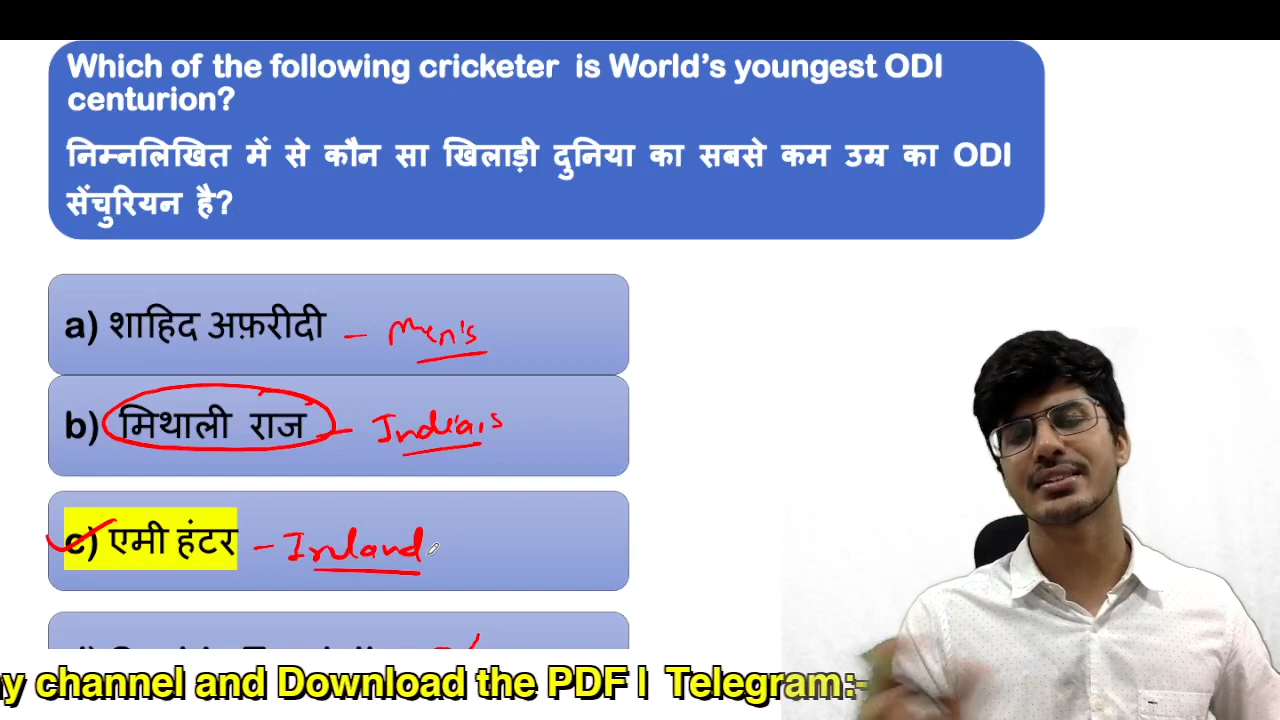 Which of the following cricketer is World's youngest ODI
centurion?
निम्नलिखित में से कौन सा खिलाड़ी दुनिया का सबसे कम उम्र का ODI
सेंचुरियन है?
a) शाहिद अफ़रीदी - Men's
b) मिथाली राज - India's
c) एमी हंटर - Irland
y channel and Download the PDF I Telegram:-